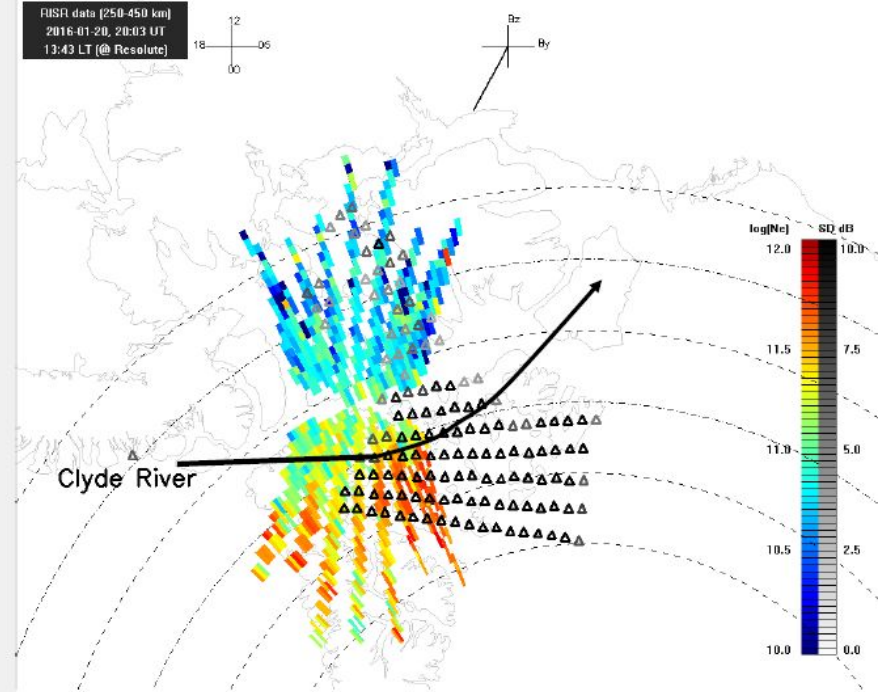 RISR data (250-450 km)
2016-01-20, 20:03 UT
13:43 LT (@ Resolute)
12
18
06
00
Bz
By
log(Ne)
SD_dB
12.0
10.0
11.5
7.5
11.0
5.0
10.5
2.5
10.0
0.0
Clyde River